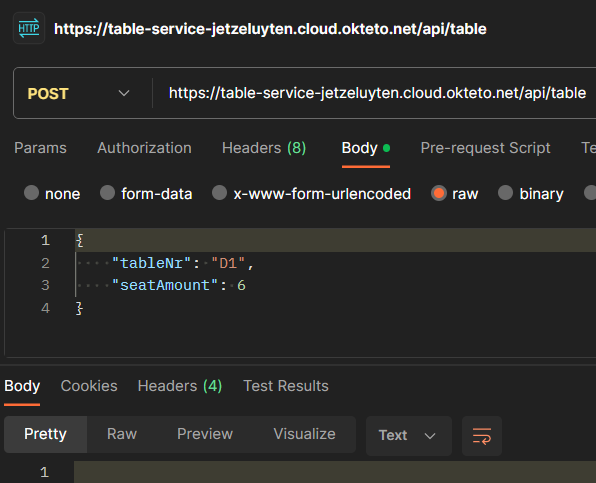 HTTP https://table-service-jetzeluyten.cloud.okteto.net/api/table
POST https://table-service-jetzeluyten.cloud.okteto.net/api/table
Params Authorization Headers (8) Body Pre-request Script Te
none form-data x-www-form-urlencoded raw binary
1 {
2 "tableNr": "D1",
3 "seatAmount": 6
4 }
Body Cookies Headers (4) Test Results
Pretty Raw Preview Visualize Text
1